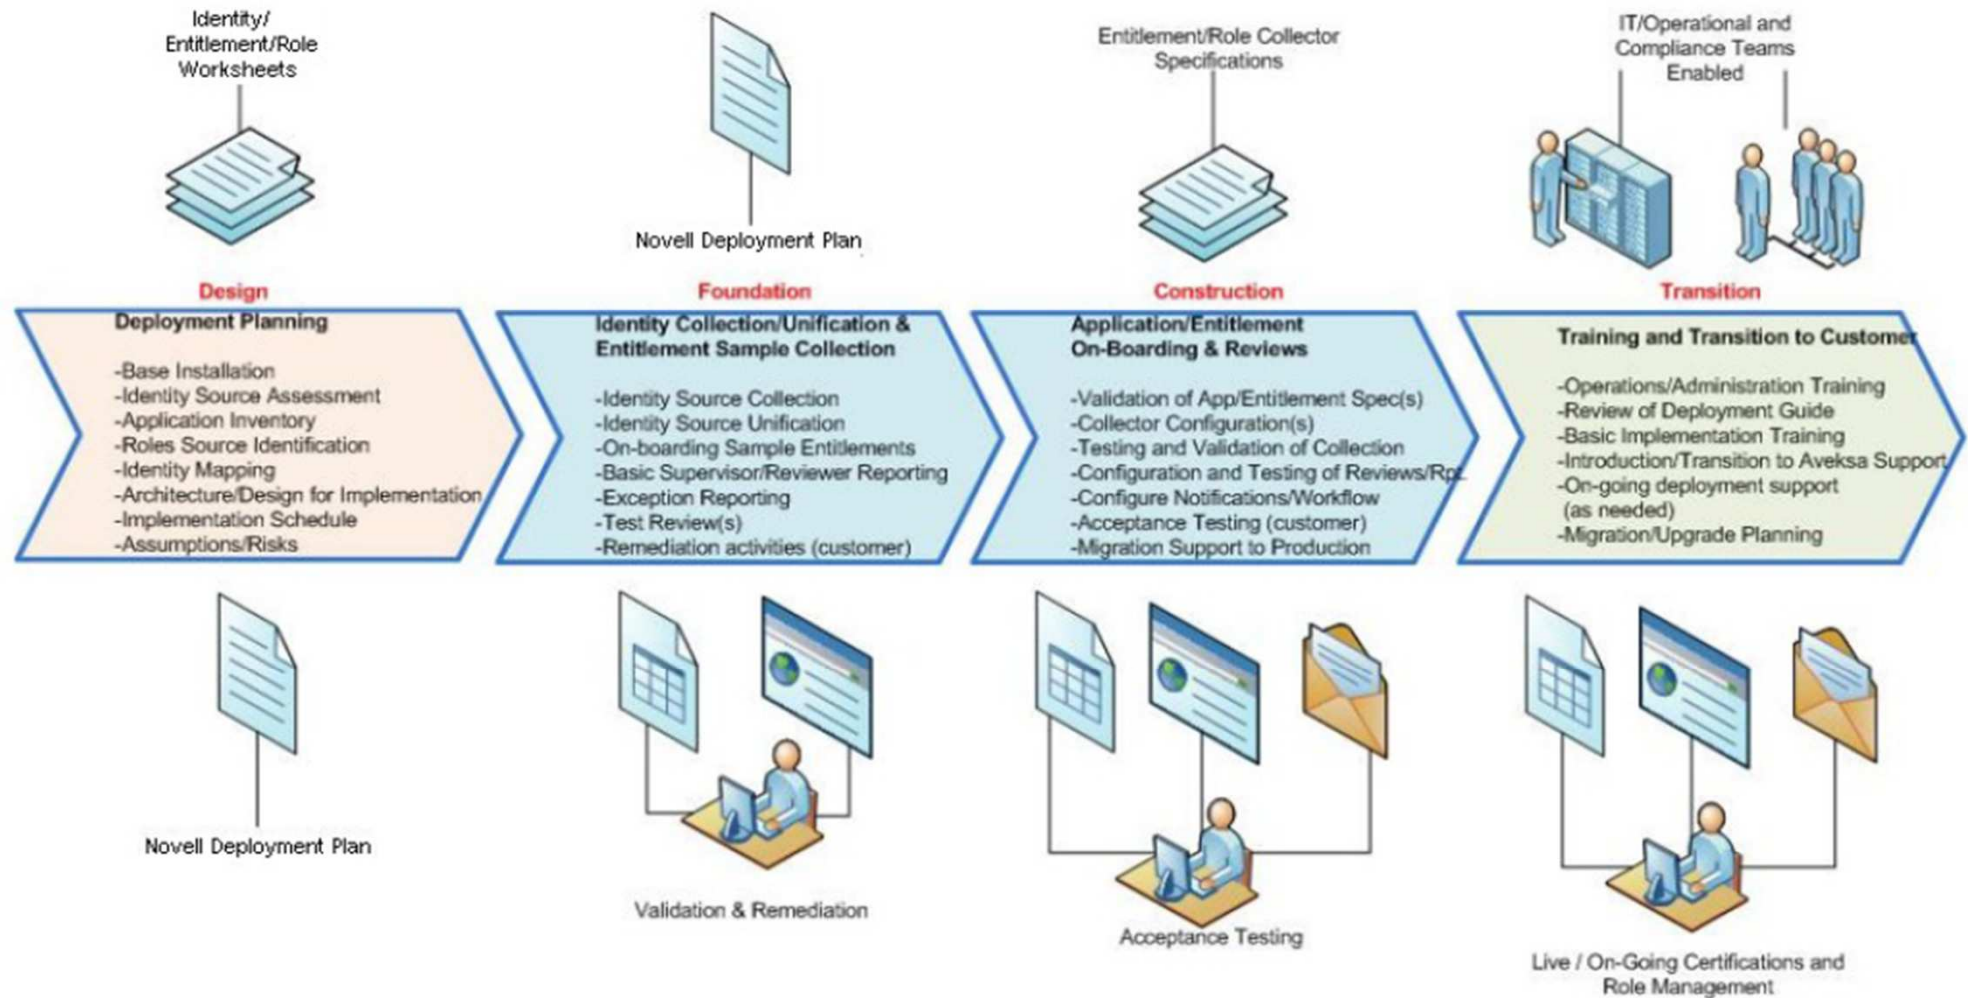 Identity/
Entitlement/Role
Worksheets
Novell Deployment Plan
Entitlement/Role Collector
Specifications
IT/Operational and
Compliance Teams
Enabled
Design
Deployment Planning
-Base Installation
-Identity Source Assessment
-Application Inventory
-Roles Source Identification
-Identity Mapping
-Architecture/Design for Implementation
-Implementation Schedule
-Assumptions/Risks
Novell Deployment Plan
Foundation
Identity Collection/Unification &
Entitlement Sample Collection
-Identity Source Collection
-Identity Source Unification
-On-boarding Sample Entitlements
-Basic Supervisor/Reviewer Reporting
-Exception Reporting
-Test Review(s)
-Remediation activities (customer)
Validation & Remediation
Construction
Application/Entitlement
On-Boarding & Reviews
-Validation of App/Entitlement Spec(s)
-Collector Configuration(s)
-Testing and Validation of Collection
-Configuration and Testing of Reviews/Rpt.
-Configure Notifications/Workflow
-Acceptance Testing (customer)
-Migration Support to Production
Acceptance Testing
Transition
Training and Transition to Customer
-Operations/Administration Training
-Review of Deployment Guide
-Basic Implementation Training
-Introduction/Transition to Aveksa Support
-On-going deployment support
(as needed)
-Migration/Upgrade Planning
Live / On-Going Certifications and
Role Management